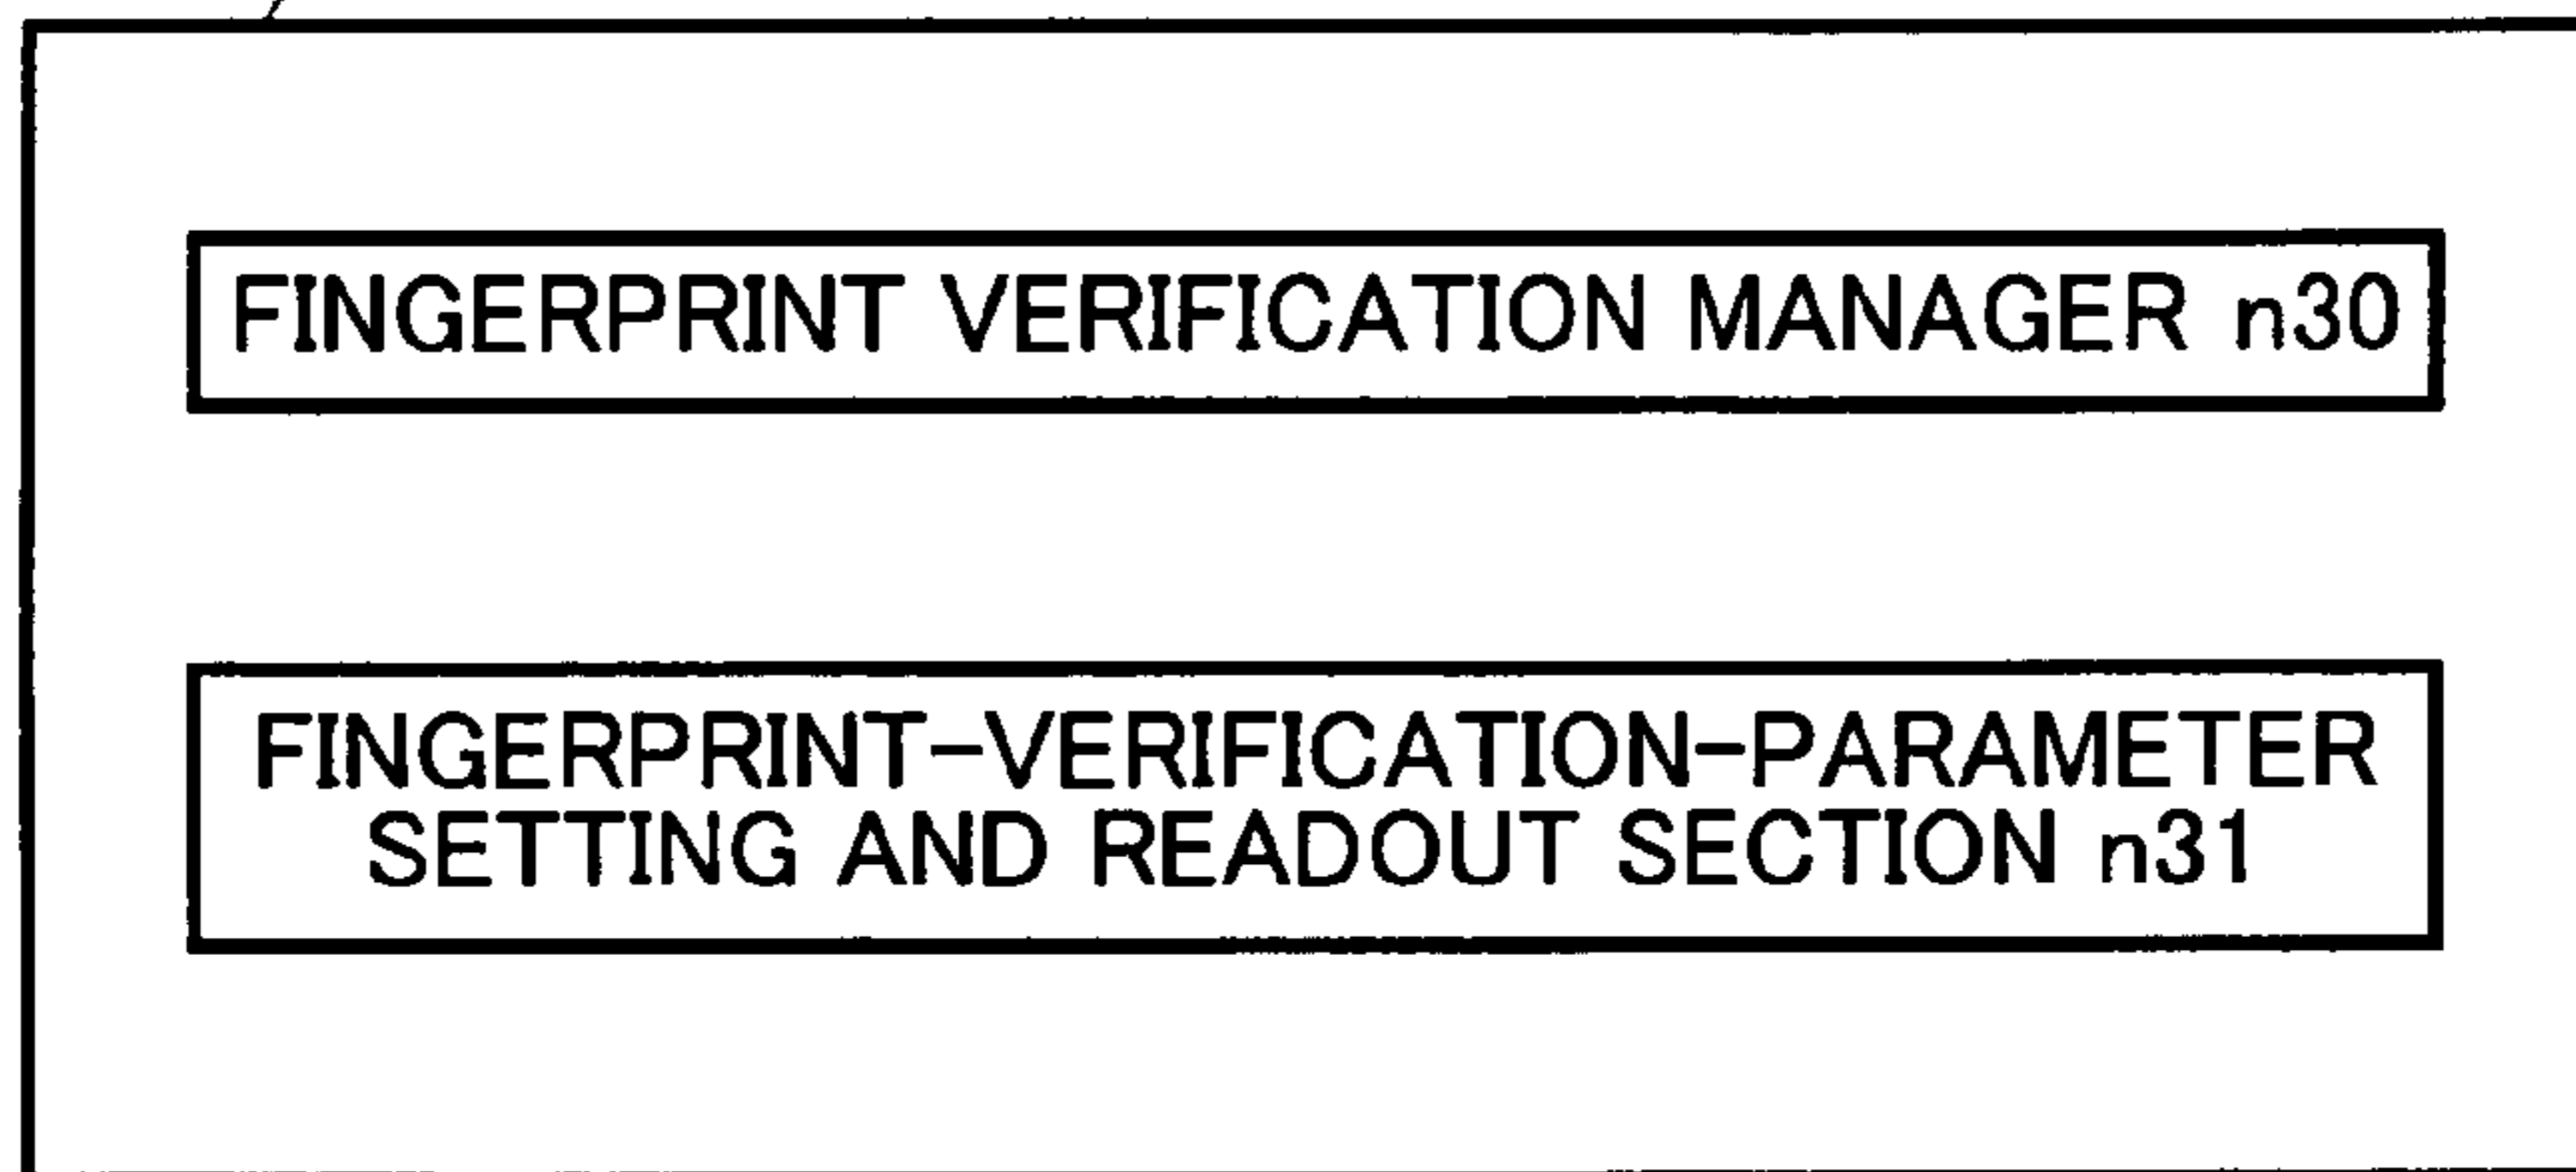 FINGERPRINT VERIFICATION MANAGER n30
FINGERPRINT-VERIFICATION-PARAMETER
SETTING AND READOUT SECTION n31